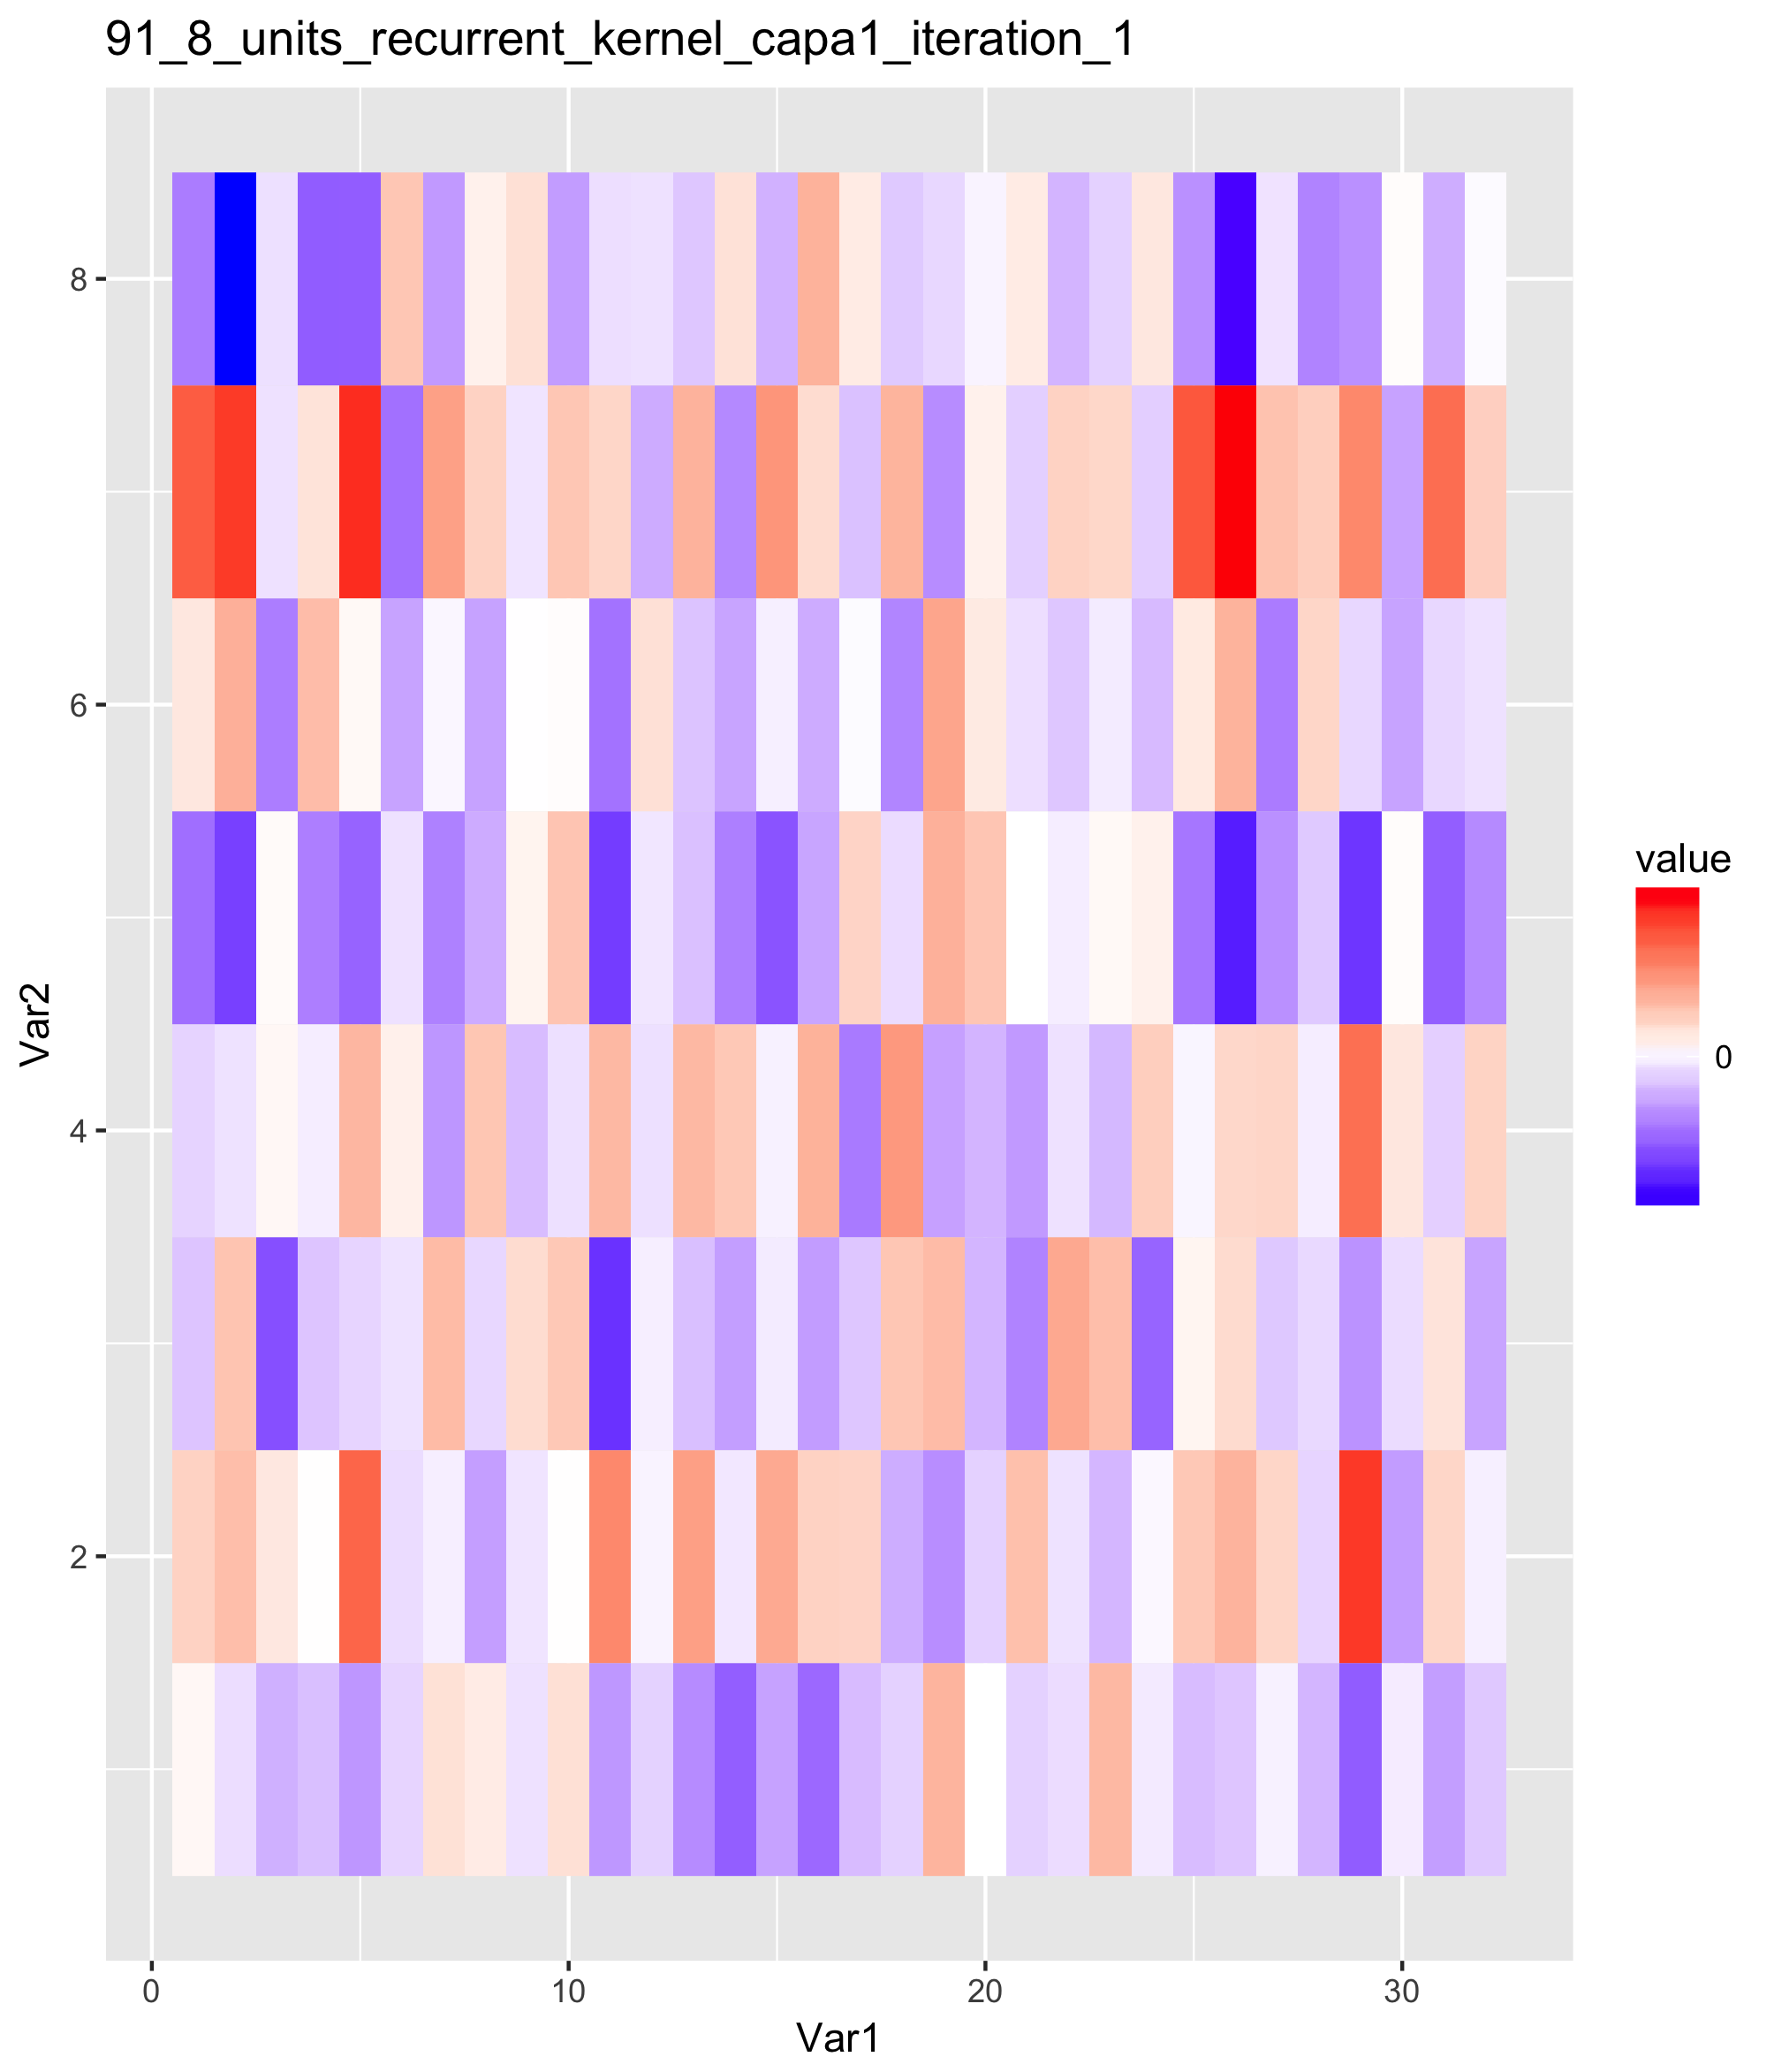 91_8_units_recurrent_kernel_capa1_iteration_1
8
6
4
2
Var2
0
10
20
30
Var1
value
0